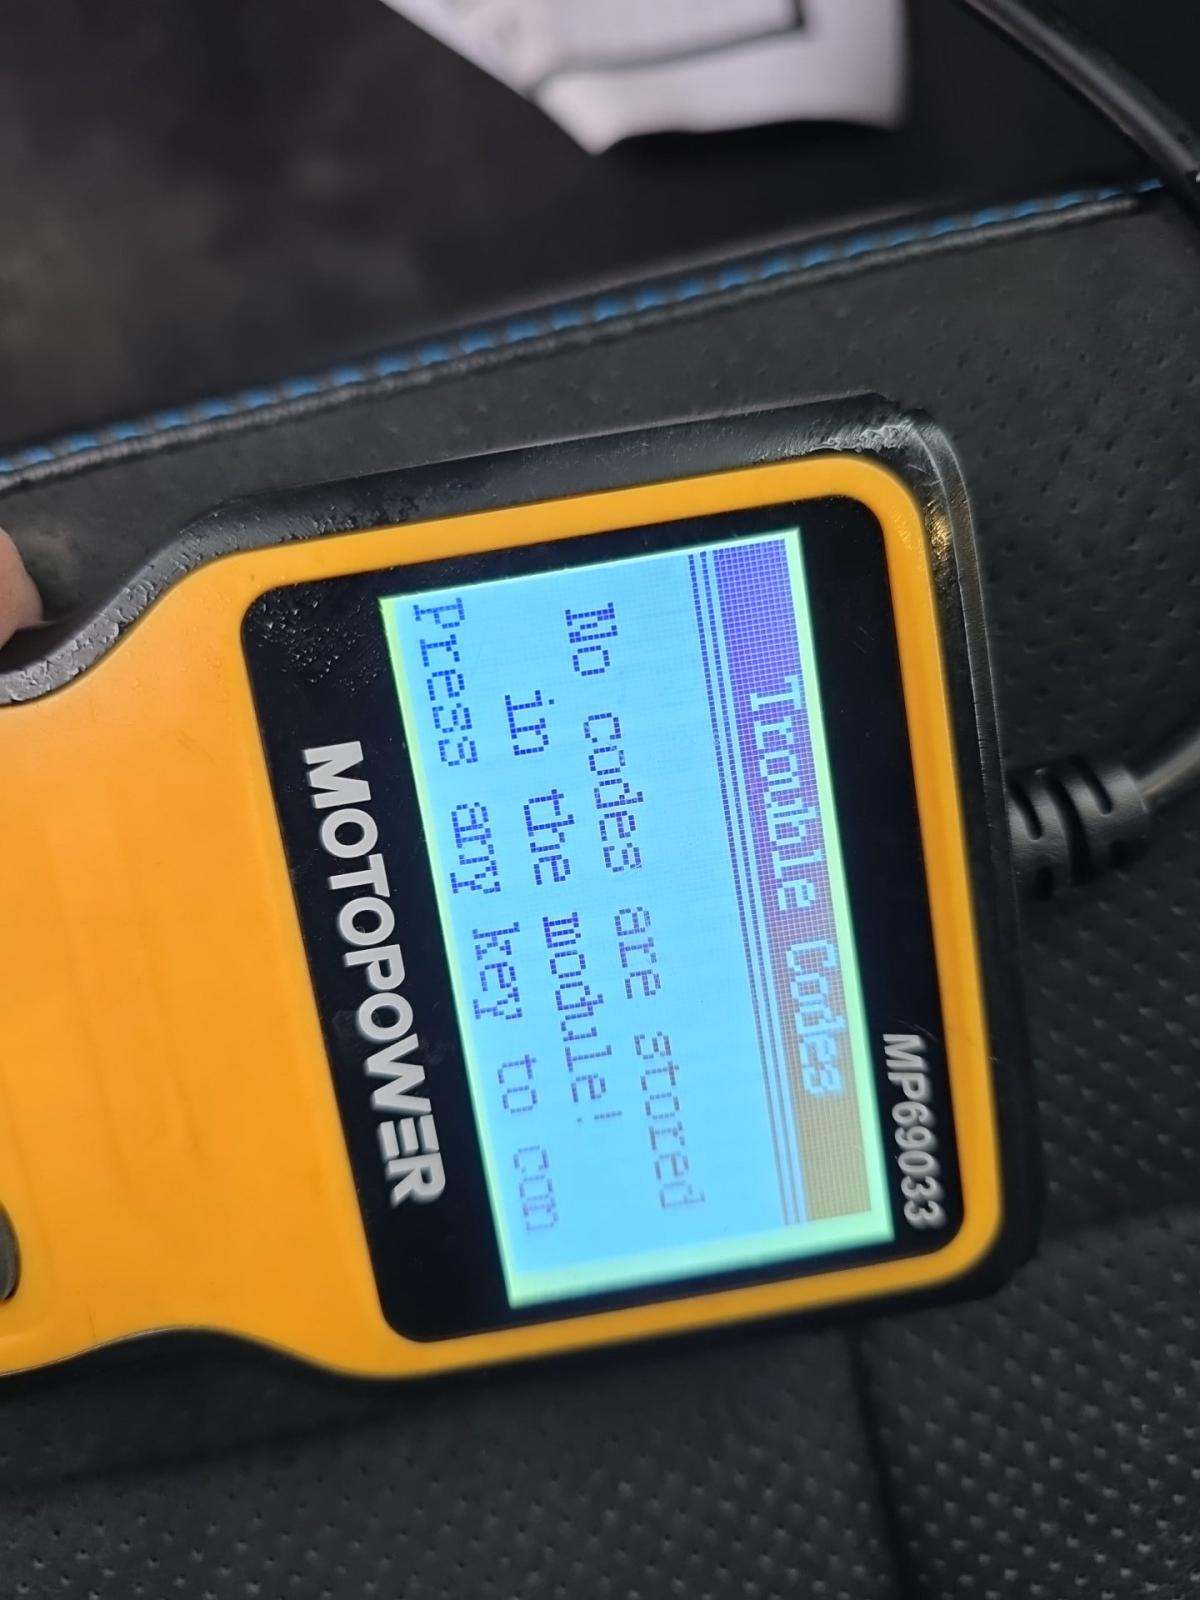 MP69033
Trouble Codes
No codes are stored
in the module!
Press any key to con
MOTOPOWER